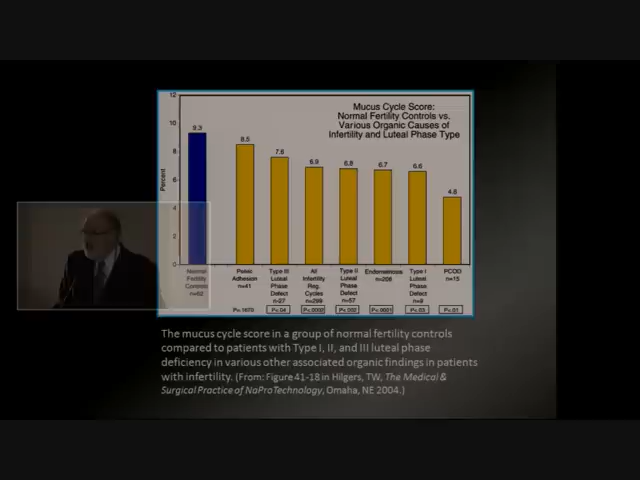 Mucus Cycle Score:
Normal Fertility Controls vs.
Various Organic Causes of
Infertility and Luteal Phase Type
12
10
8
6
4
2
0
Percent
9.3
8.5
7.6
6.9
6.8
6.7
6.6
4.8
Normal Fertility Controls n=62
Pelvic Adhesion n=41
Type III Luteal Phase Defect n=27
All Infertility Reg. Cycles n=299
Type II Luteal Phase Defect n=57
Endometriosis n=208
Type I Luteal Phase Defect n=9
PCOD n=15
The mucus cycle score in a group of normal fertility controls
compared to patients with Type I, II, and III luteal phase
deficiency in various other associated organic findings in patients
with infertility. (From: Figure 41-18 in Hilgers, TW, The Medical &
Surgical Practice of NaProTechnology, Omaha, NE 2004.)